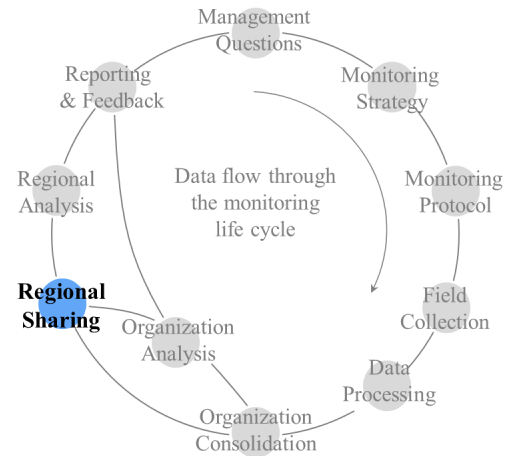 Management
Questions
Reporting
& Feedback
Monitoring
Strategy
Data flow through
the monitoring
life cycle
Regional
Analysis
Monitoring
Protocol
Regional
Sharing
Field
Collection
Organization
Analysis
Data
Processing
Organization
Consolidation